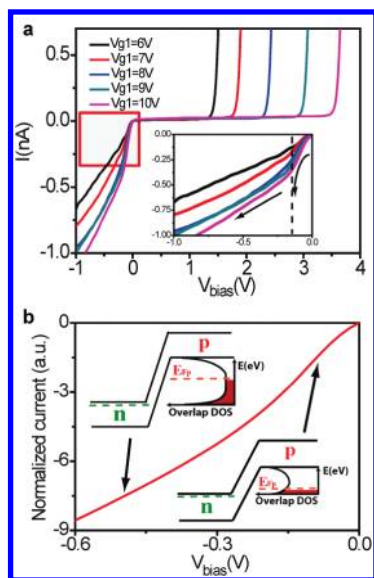 a
Vg1=6V
Vg1=7V
Vg1=8V
Vg1=9V
Vg1=10V
I(nA)
0.5
0.0
-0.5
-1.0
0.00
-0.25
-0.50
-0.75
-1.00
-1.0 -0.5 0.0
-1 0 1 2 3 4
Vbias(V)
b
Normalized current (a.u.)
0
-3
-6
-9
p
EFp
E(eV)
n
Overlap DOS
p
E(eV)
EFp
n
Overlap DOS
-0.6 -0.3 0.0
Vbias(V)